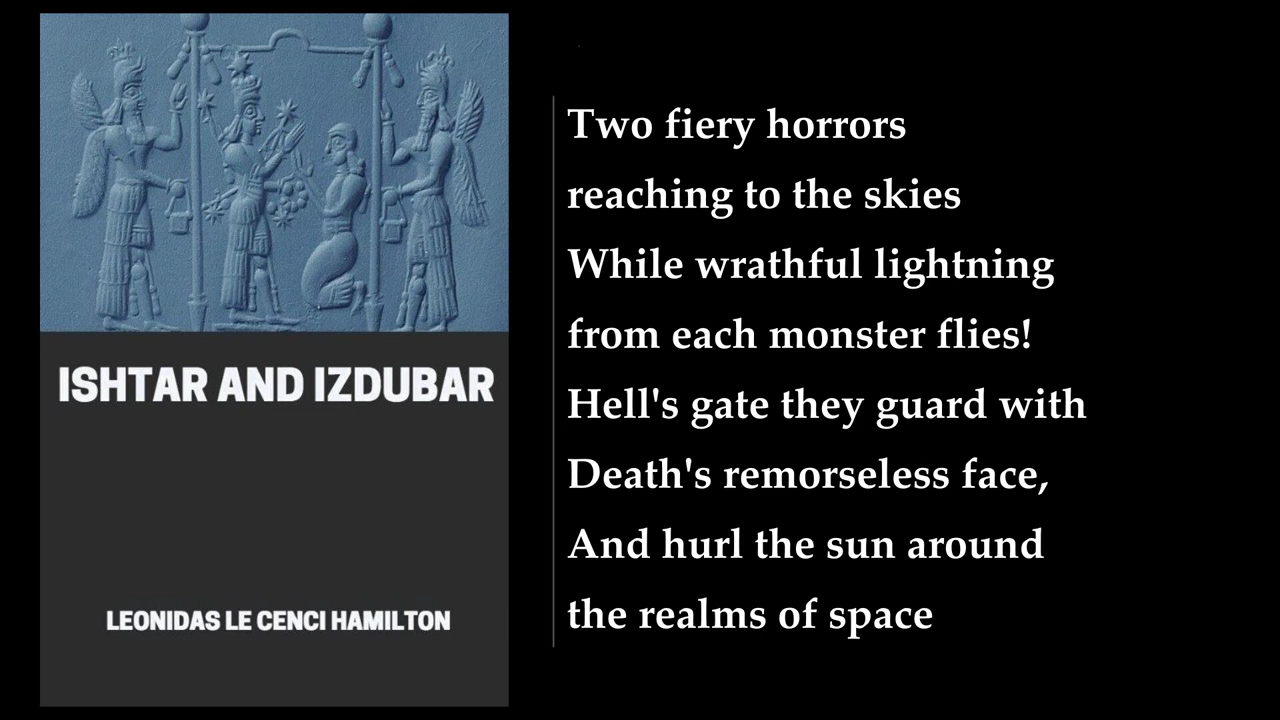 ISHTAR AND IZDUBAR
LEONIDAS LE CENCI HAMILTON
Two fiery horrors
reaching to the skies
While wrathful lightning
from each monster flies!
Hell's gate they guard with
Death's remorseless face,
And hurl the sun around
the realms of space